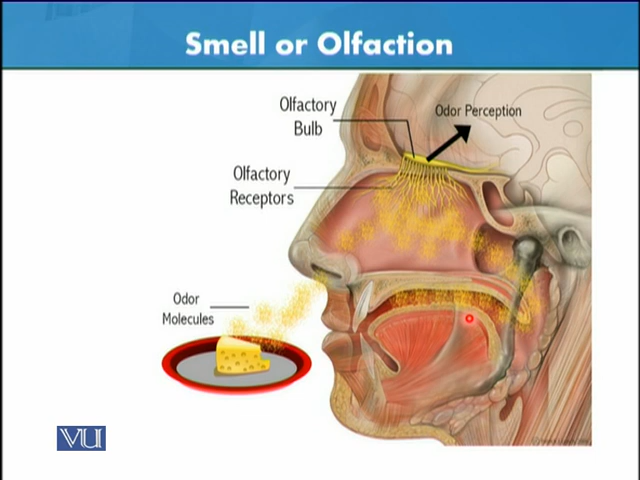 Smell or Olfaction
Olfactory
Bulb
Odor Perception
Olfactory
Receptors
Odor
Molecules
VU